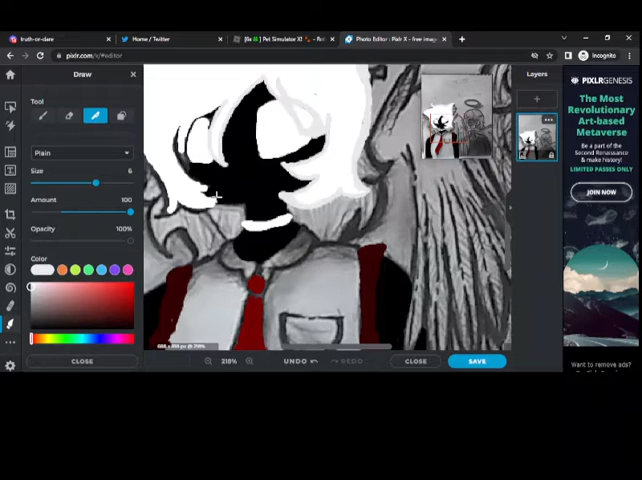 truth-or-dare
Home / Twitter
Pet Simulator X!
Photo Editor : Pixlr X - free imag
pixlr.com/x/#editor
Incognito
Draw
Layers
Tool
Plain
Size
6
Amount
100
Opacity
100%
Color
CLOSE
218%
UNDO
REDO
CLOSE
SAVE
PIXLRGENESIS
The Most
Revolutionary
Art-based
Metaverse
Be a part of the
Second Renaissance
& make history!
LIMITED PASSES ONLY
JOIN NOW
Want to remove ads?